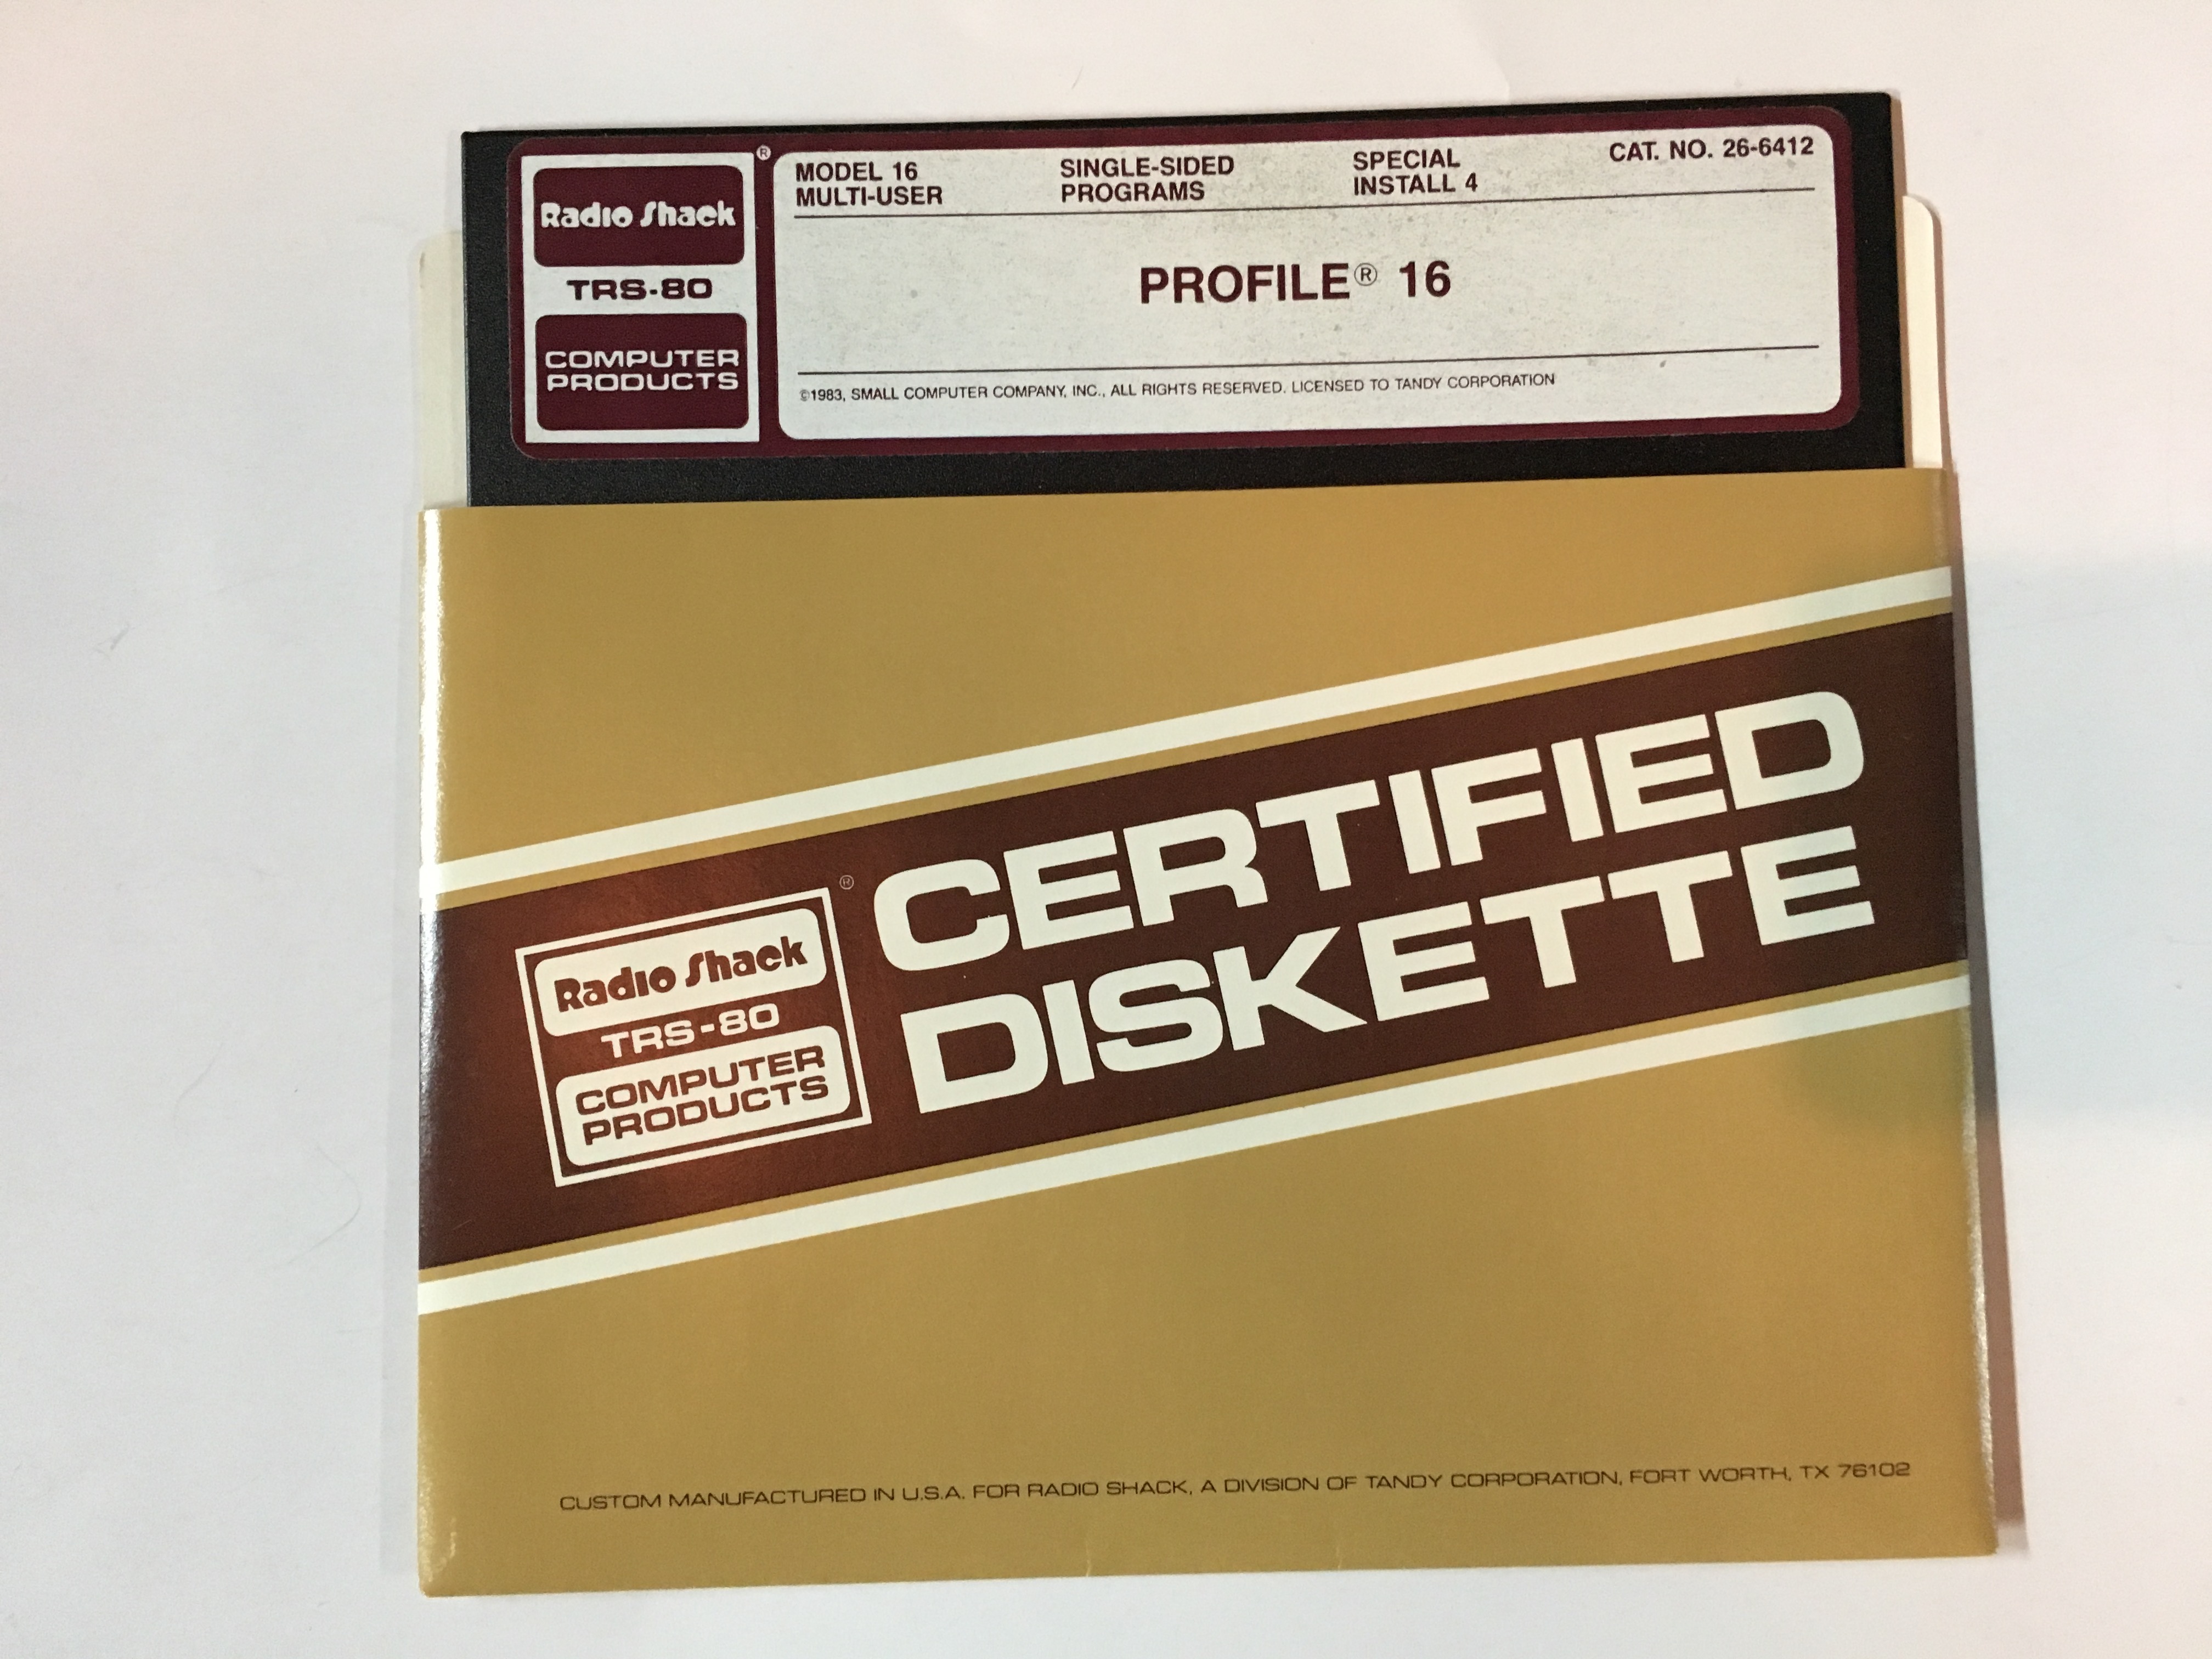 Radio Shack®
TRS-80
COMPUTER
PRODUCTS
MODEL 16
MULTI-USER
SINGLE-SIDED
PROGRAMS
SPECIAL
INSTALL 4
CAT. NO. 26-6412
PROFILE® 16
©1983, SMALL COMPUTER COMPANY, INC., ALL RIGHTS RESERVED. LICENSED TO TANDY CORPORATION
Radio Shack®
TRS-80
COMPUTER
PRODUCTS
CERTIFIED
DISKETTE
CUSTOM MANUFACTURED IN U.S.A. FOR RADIO SHACK, A DIVISION OF TANDY CORPORATION, FORT WORTH, TX 76102